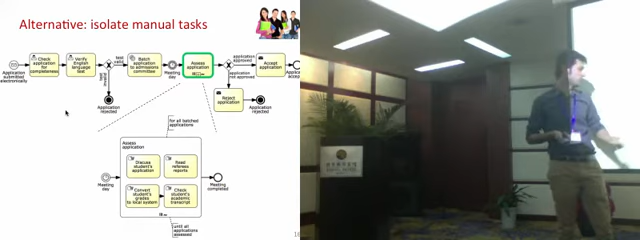 Alternative: isolate manual tasks
Application
submitted
electronically
Check
application
for
completeness
Verify
English
language
test
test
valid
test
invalid
Application
rejected
Batch
application
to admissions
committee
Meeting
day
Assess
application
application
approved
application
not approved
Accept
application
Reject
application
Application
rejected
for all batched
applications
Assess
application
Discuss
student's
application
Read
referees
reports
Convert
student's
grades
to local system
Check
student's
academic
transcript
Meeting
day
Meeting
completed
until all
applications
assessed